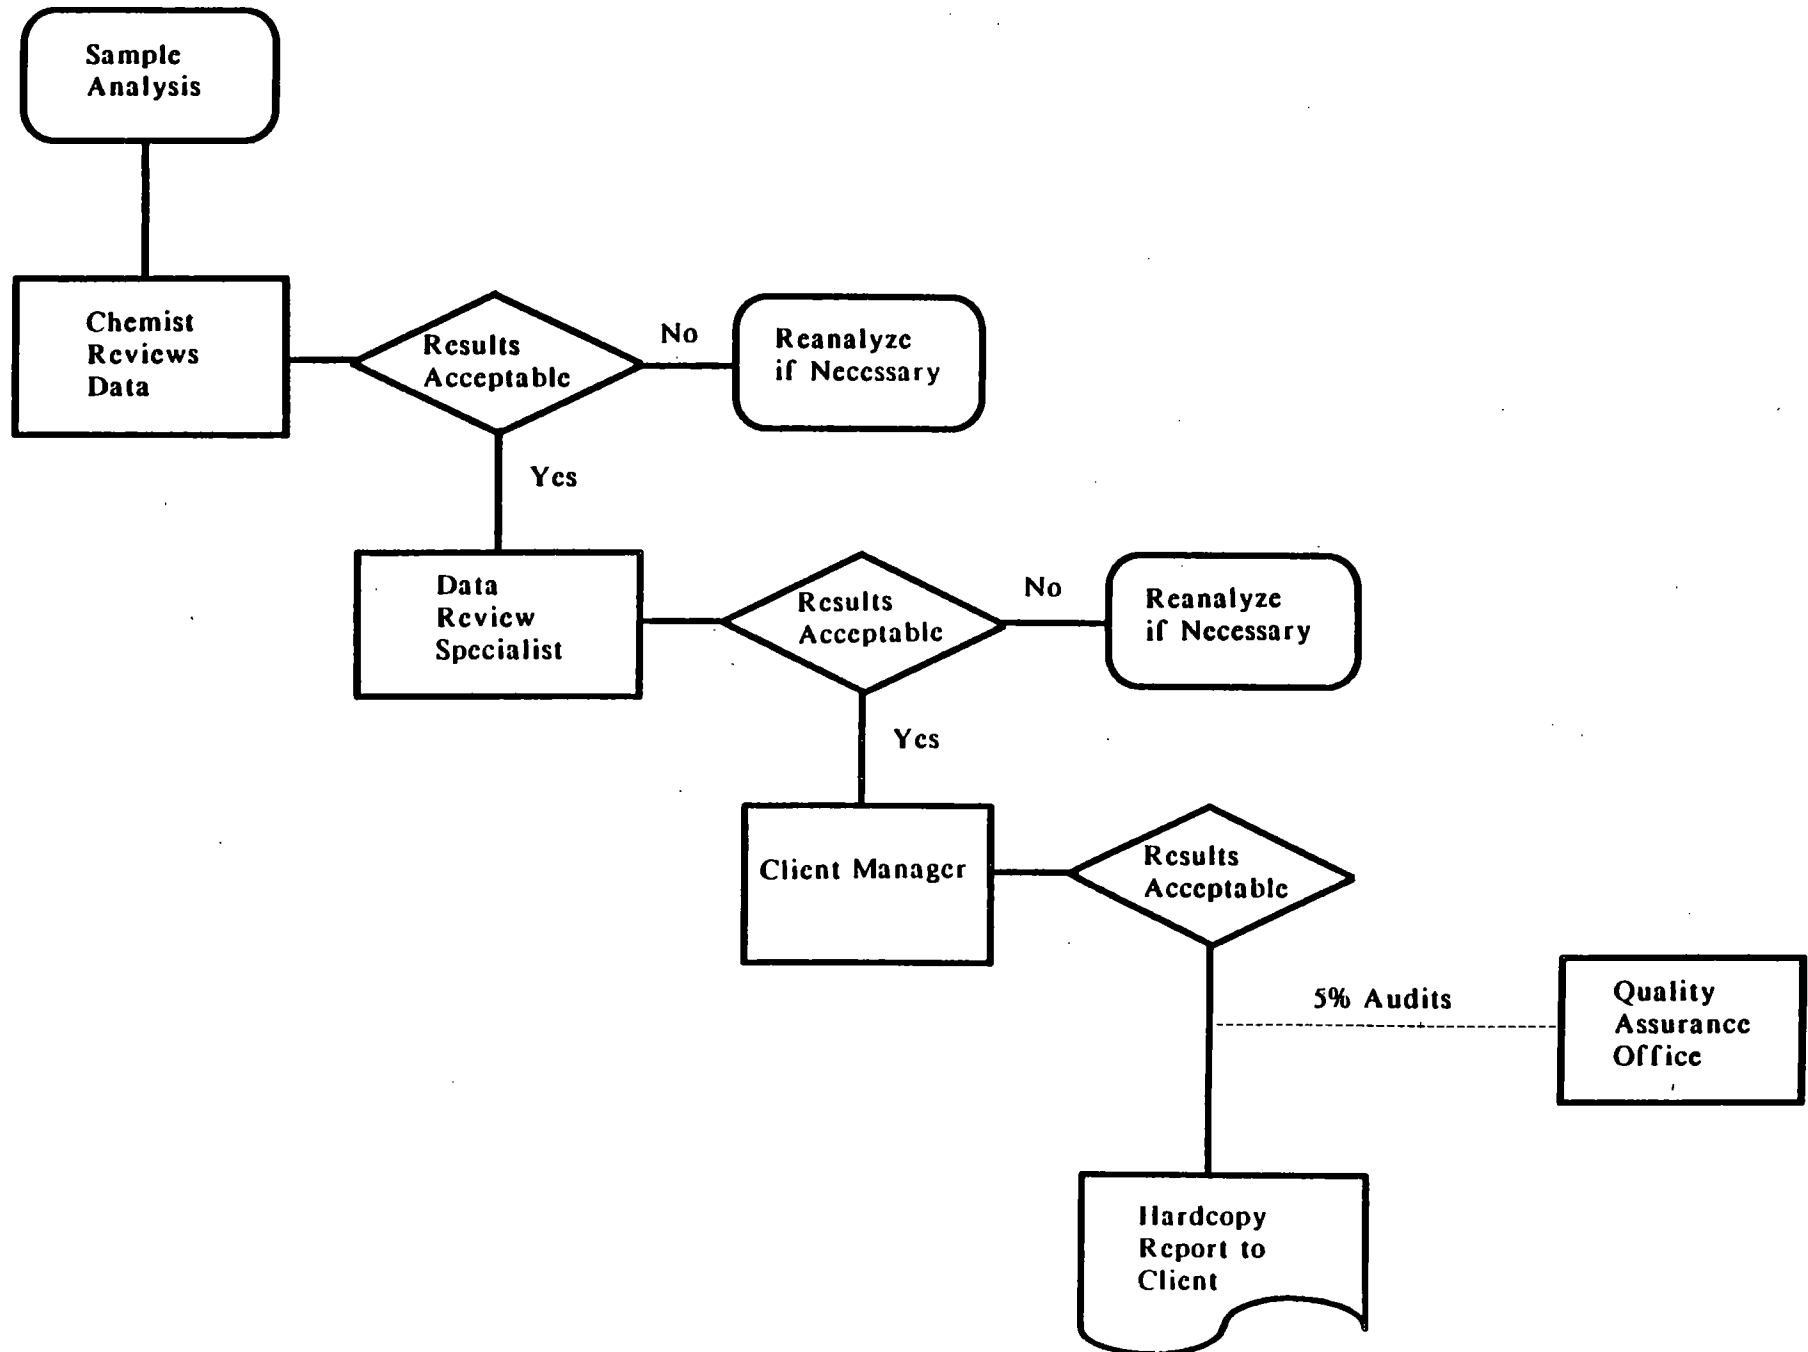 Sample
Analysis
Chemist
Reviews
Data
Results
Acceptable
No
Reanalyze
if Necessary
Yes
Data
Review
Specialist
Results
Acceptable
No
Reanalyze
if Necessary
Yes
Client Manager
Results
Acceptable
5% Audits
Quality
Assurance
Office
Hardcopy
Report to
Client